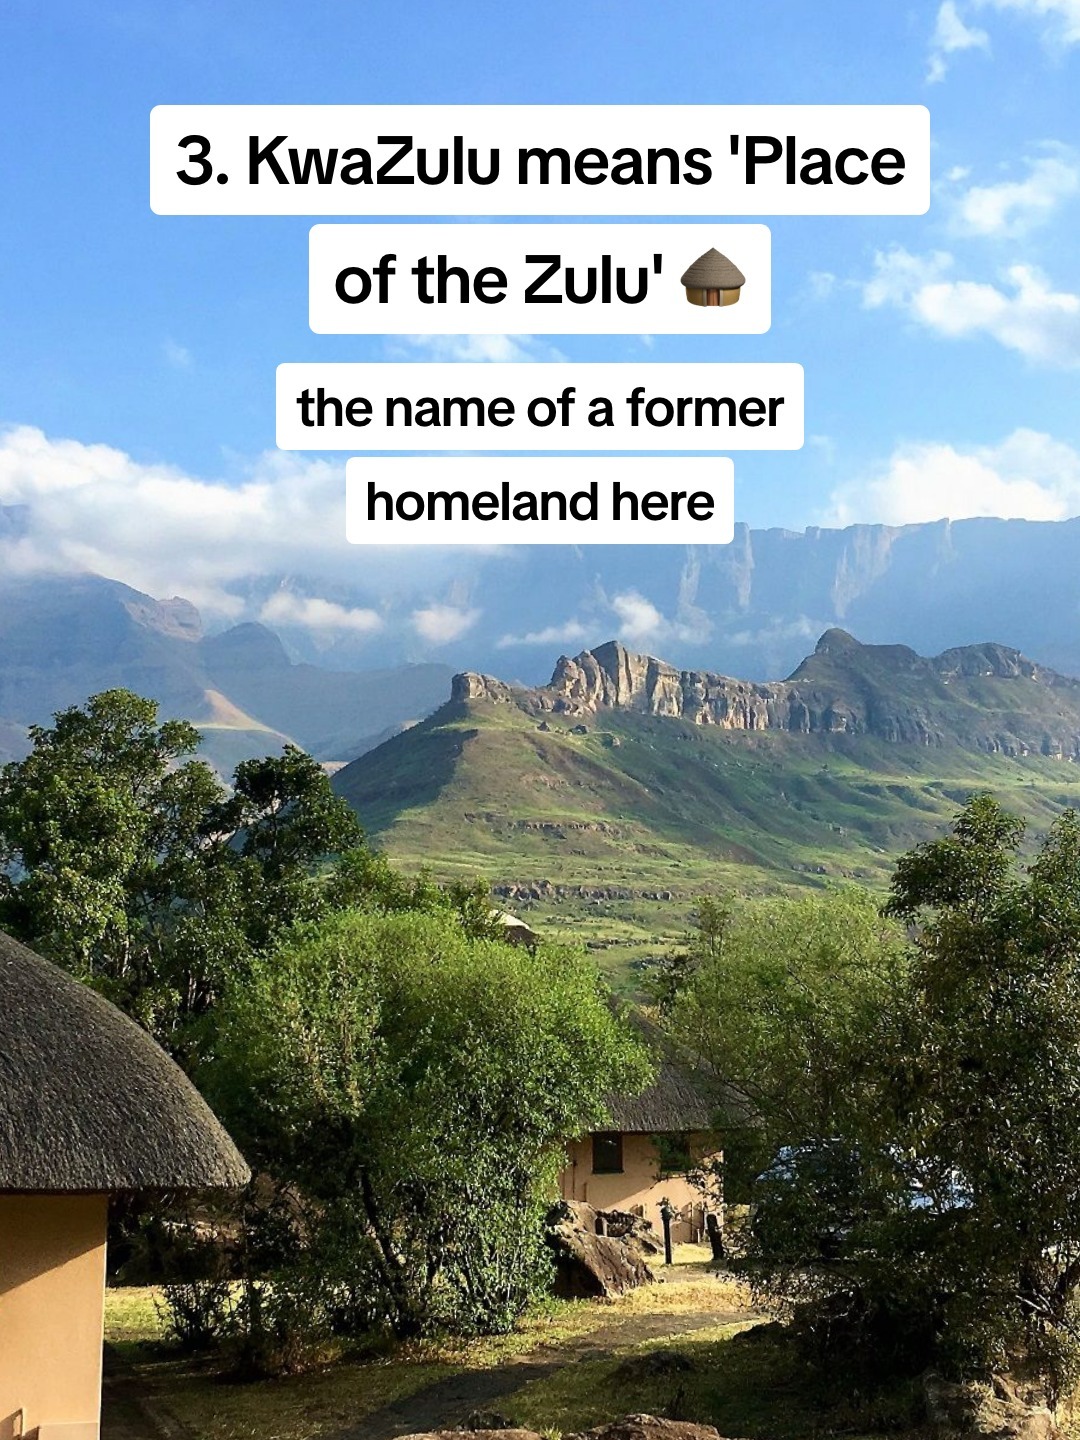 3. KwaZulu means 'Place
of the Zulu' 🛖
the name of a former
homeland here